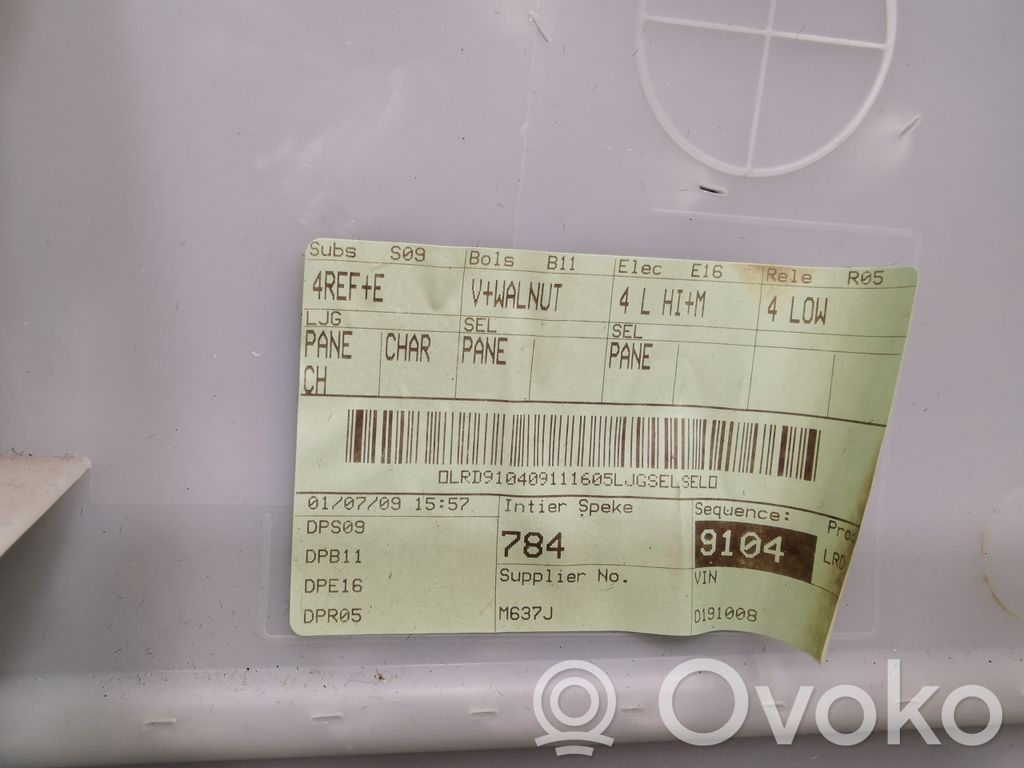 Subs S09 Bols B11 Elec E16 Rele R05
4REF+E V+WALNUT 4 L HI+M 4 LOW
LJG SEL SEL
PANE CHAR PANE PANE
CH
▯LRD910409111605LJGSELSEL▯
01/07/09 15:57 Intier Speke Sequence:
DPS09 784 9104 LRD
DPB11 Supplier No. VIN
DPE16
DPR05 M637J D191008
Ovoko